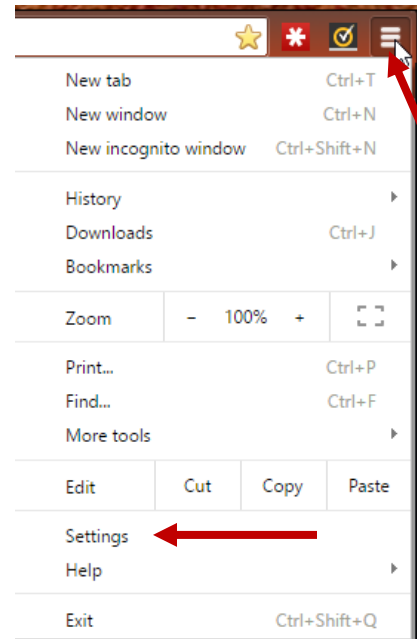 New tab Ctrl+T
New window Ctrl+N
New incognito window Ctrl+Shift+N
History
Downloads Ctrl+J
Bookmarks
Zoom − 100% +
Print... Ctrl+P
Find... Ctrl+F
More tools
Edit Cut Copy Paste
Settings
Help
Exit Ctrl+Shift+Q